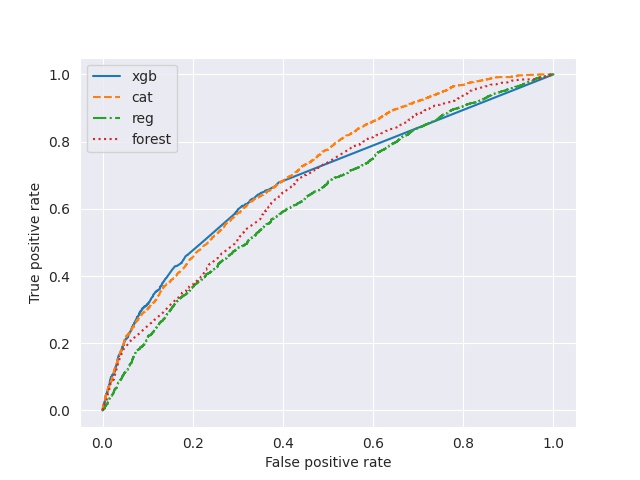 xgb
cat
reg
forest
1.0
0.8
0.6
0.4
0.2
0.0
True positive rate
0.0 0.2 0.4 0.6 0.8 1.0
False positive rate